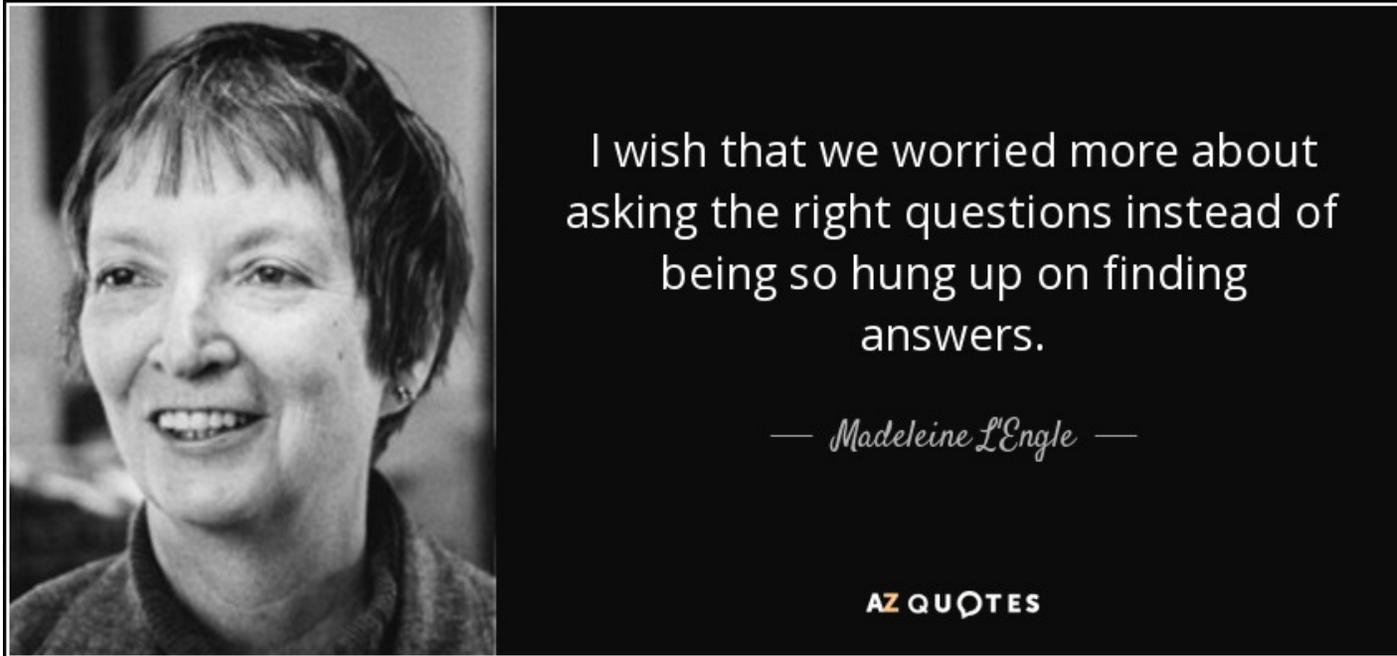 I wish that we worried more about
asking the right questions instead of
being so hung up on finding
answers.
Madeleine L'Engle
AZ QUOTES